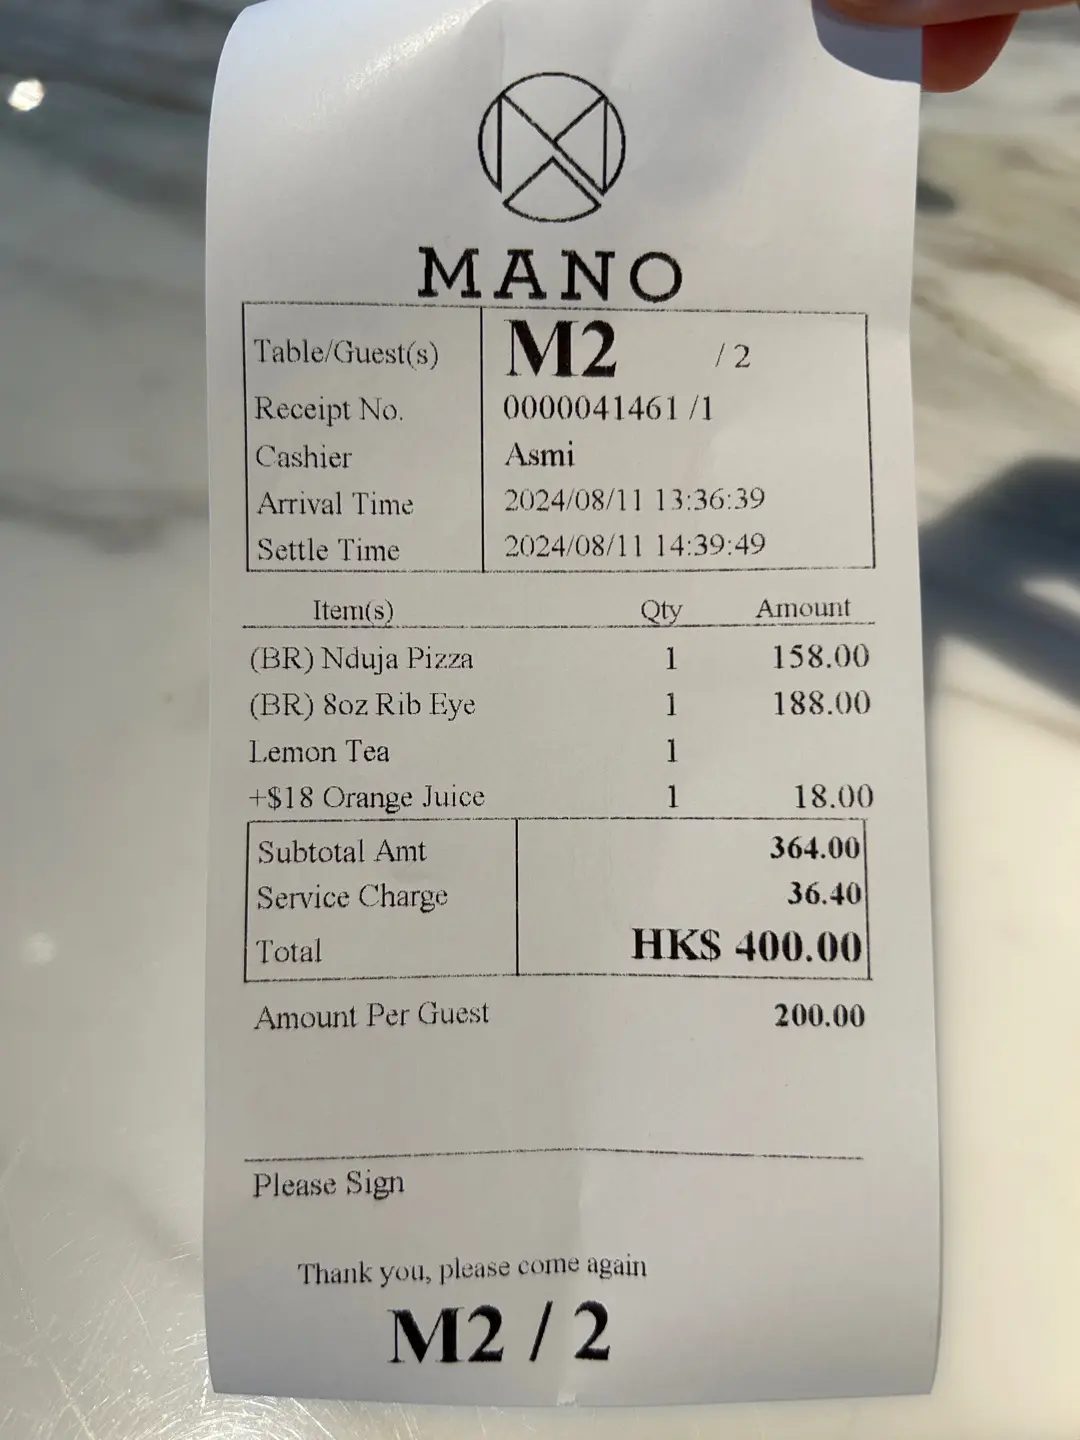 MANO
Table/Guest(s) M2 / 2
Receipt No. 0000041461 /1
Cashier Asmi
Arrival Time 2024/08/11 13:36:39
Settle Time 2024/08/11 14:39:49
Item(s) Qty Amount
(BR) Nduja Pizza 1 158.00
(BR) 8oz Rib Eye 1 188.00
Lemon Tea 1
+$18 Orange Juice 1 18.00
Subtotal Amt 364.00
Service Charge 36.40
Total HK$ 400.00
Amount Per Guest 200.00
Please Sign
Thank you, please come again
M2 / 2